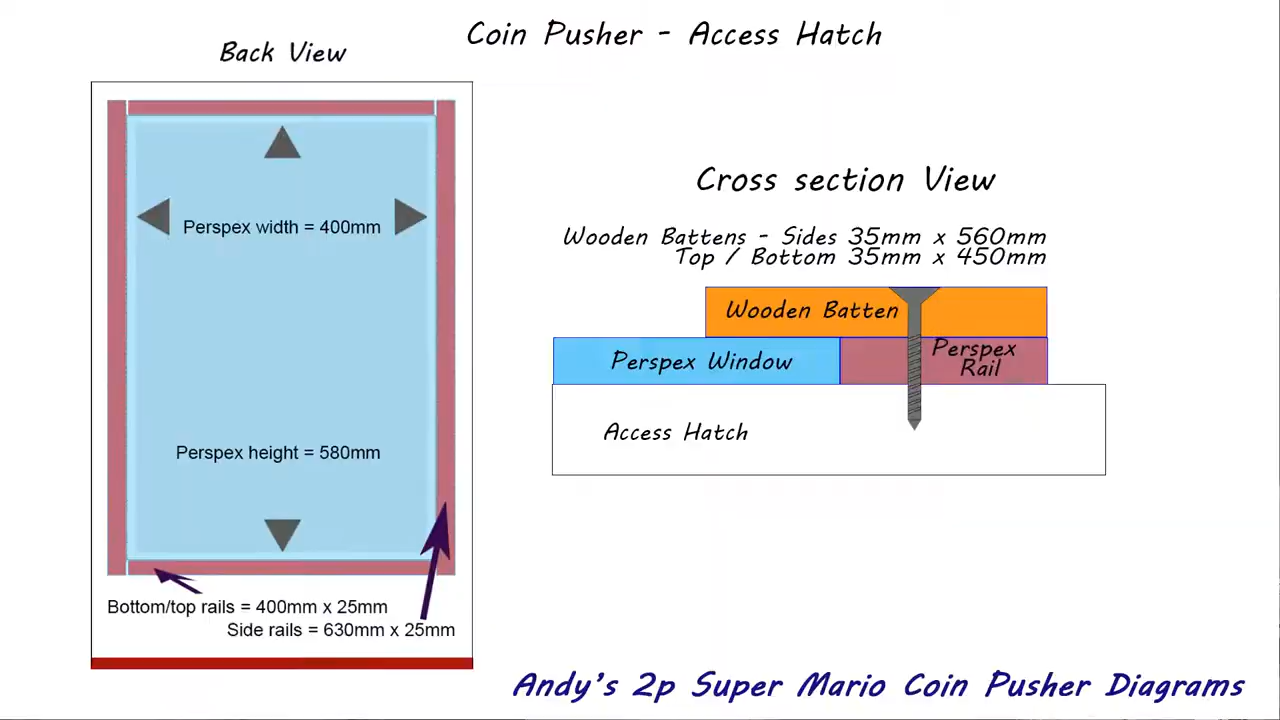 Coin Pusher - Access Hatch
Back View
Perspex width = 400mm
Perspex height = 580mm
Bottom/top rails = 400mm x 25mm
Side rails = 630mm x 25mm
Cross section View
Wooden Battens - Sides 35mm x 560mm
Top / Bottom 35mm x 450mm
Wooden Batten
Perspex Window
Perspex
Rail
Access Hatch
Andy's 2p Super Mario Coin Pusher Diagrams